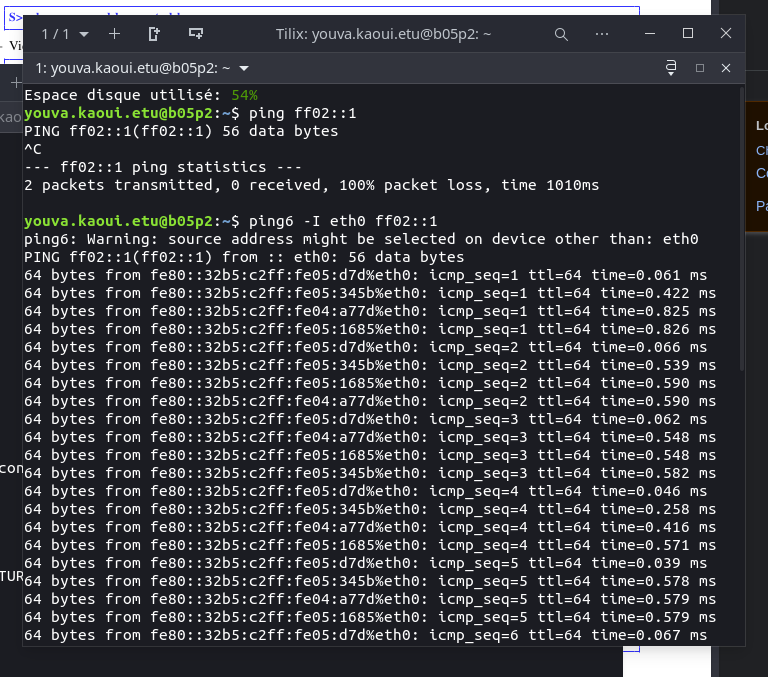 S>
Vi
1 / 1
Tilix: youva.kaoui.etu@b05p2: ~
1: youva.kaoui.etu@b05p2: ~
kao
Lo
Ch
Co
Pa
Espace disque utilisé: 54%
youva.kaoui.etu@b05p2:~$ ping ff02::1
PING ff02::1(ff02::1) 56 data bytes
^C
--- ff02::1 ping statistics ---
2 packets transmitted, 0 received, 100% packet loss, time 1010ms
youva.kaoui.etu@b05p2:~$ ping6 -I eth0 ff02::1
ping6: Warning: source address might be selected on device other than: eth0
PING ff02::1(ff02::1) from :: eth0: 56 data bytes
64 bytes from fe80::32b5:c2ff:fe05:d7d%eth0: icmp_seq=1 ttl=64 time=0.061 ms
64 bytes from fe80::32b5:c2ff:fe05:345b%eth0: icmp_seq=1 ttl=64 time=0.422 ms
64 bytes from fe80::32b5:c2ff:fe04:a77d%eth0: icmp_seq=1 ttl=64 time=0.825 ms
64 bytes from fe80::32b5:c2ff:fe05:1685%eth0: icmp_seq=1 ttl=64 time=0.826 ms
64 bytes from fe80::32b5:c2ff:fe05:d7d%eth0: icmp_seq=2 ttl=64 time=0.066 ms
64 bytes from fe80::32b5:c2ff:fe05:345b%eth0: icmp_seq=2 ttl=64 time=0.539 ms
64 bytes from fe80::32b5:c2ff:fe05:1685%eth0: icmp_seq=2 ttl=64 time=0.590 ms
64 bytes from fe80::32b5:c2ff:fe04:a77d%eth0: icmp_seq=2 ttl=64 time=0.590 ms
64 bytes from fe80::32b5:c2ff:fe05:d7d%eth0: icmp_seq=3 ttl=64 time=0.062 ms
64 bytes from fe80::32b5:c2ff:fe04:a77d%eth0: icmp_seq=3 ttl=64 time=0.548 ms
64 bytes from fe80::32b5:c2ff:fe05:1685%eth0: icmp_seq=3 ttl=64 time=0.548 ms
64 bytes from fe80::32b5:c2ff:fe05:345b%eth0: icmp_seq=3 ttl=64 time=0.582 ms
64 bytes from fe80::32b5:c2ff:fe05:d7d%eth0: icmp_seq=4 ttl=64 time=0.046 ms
64 bytes from fe80::32b5:c2ff:fe05:345b%eth0: icmp_seq=4 ttl=64 time=0.258 ms
64 bytes from fe80::32b5:c2ff:fe04:a77d%eth0: icmp_seq=4 ttl=64 time=0.416 ms
64 bytes from fe80::32b5:c2ff:fe05:1685%eth0: icmp_seq=4 ttl=64 time=0.571 ms
64 bytes from fe80::32b5:c2ff:fe05:d7d%eth0: icmp_seq=5 ttl=64 time=0.039 ms
64 bytes from fe80::32b5:c2ff:fe05:345b%eth0: icmp_seq=5 ttl=64 time=0.578 ms
64 bytes from fe80::32b5:c2ff:fe04:a77d%eth0: icmp_seq=5 ttl=64 time=0.579 ms
64 bytes from fe80::32b5:c2ff:fe05:1685%eth0: icmp_seq=5 ttl=64 time=0.579 ms
64 bytes from fe80::32b5:c2ff:fe05:d7d%eth0: icmp_seq=6 ttl=64 time=0.067 ms
con
TUR